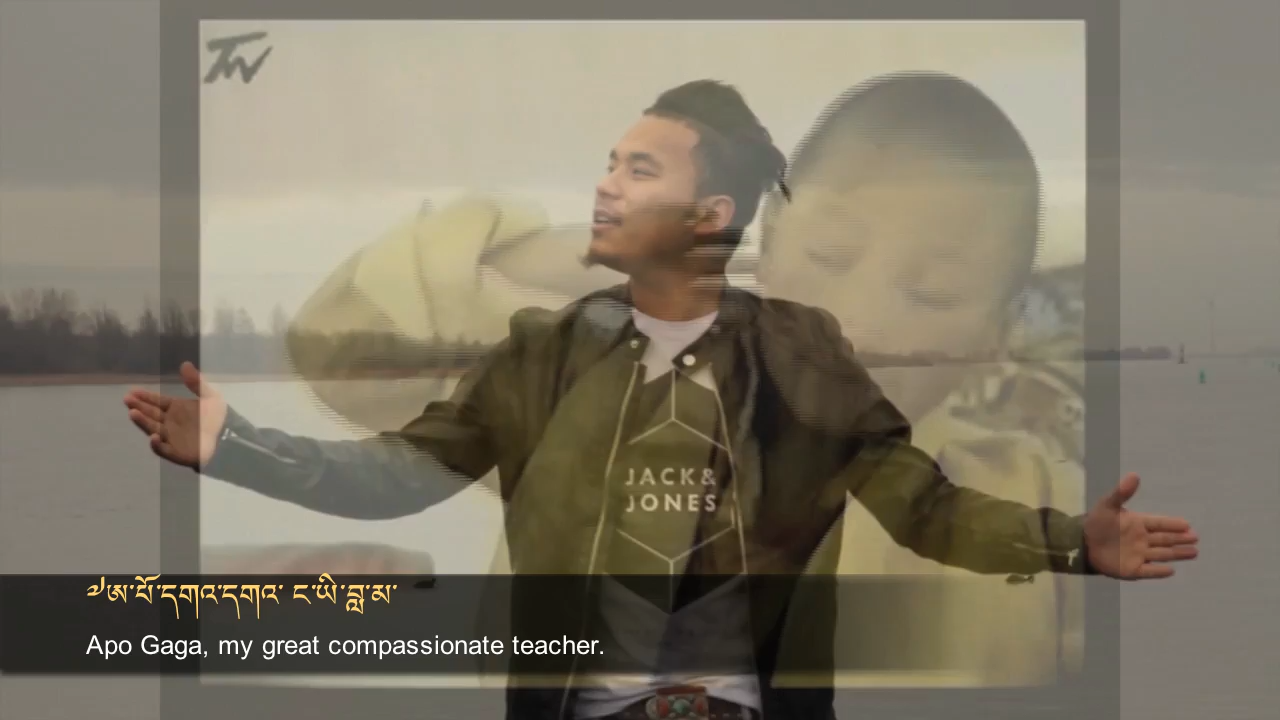 TW
༄ཨ་པོ་དགའ་དགའ་ ང་ཡི་བླ་མ་
Apo Gaga, my great compassionate teacher.
JACK&
JONES